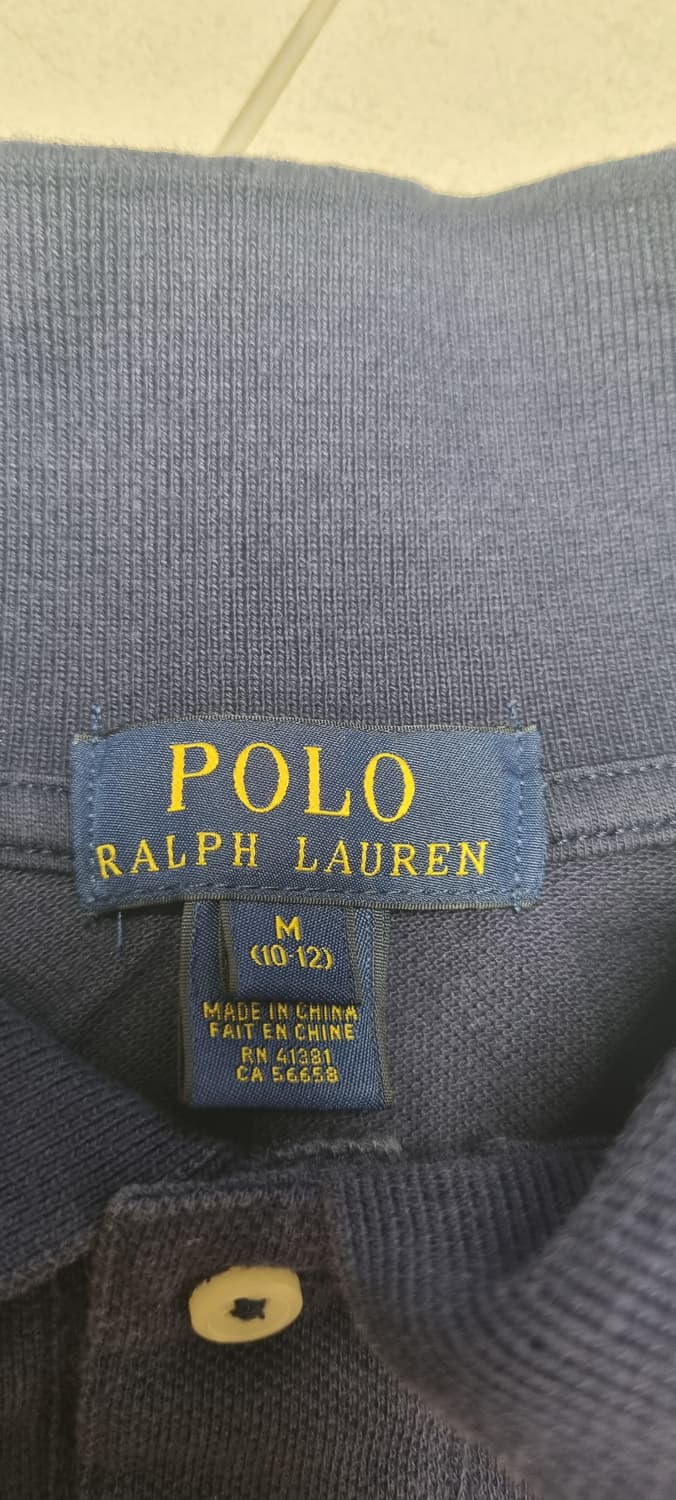 POLO
RALPH LAUREN
M
(10-12)
MADE IN CHINA
FAIT EN CHINE
RN 41381
CA 56658